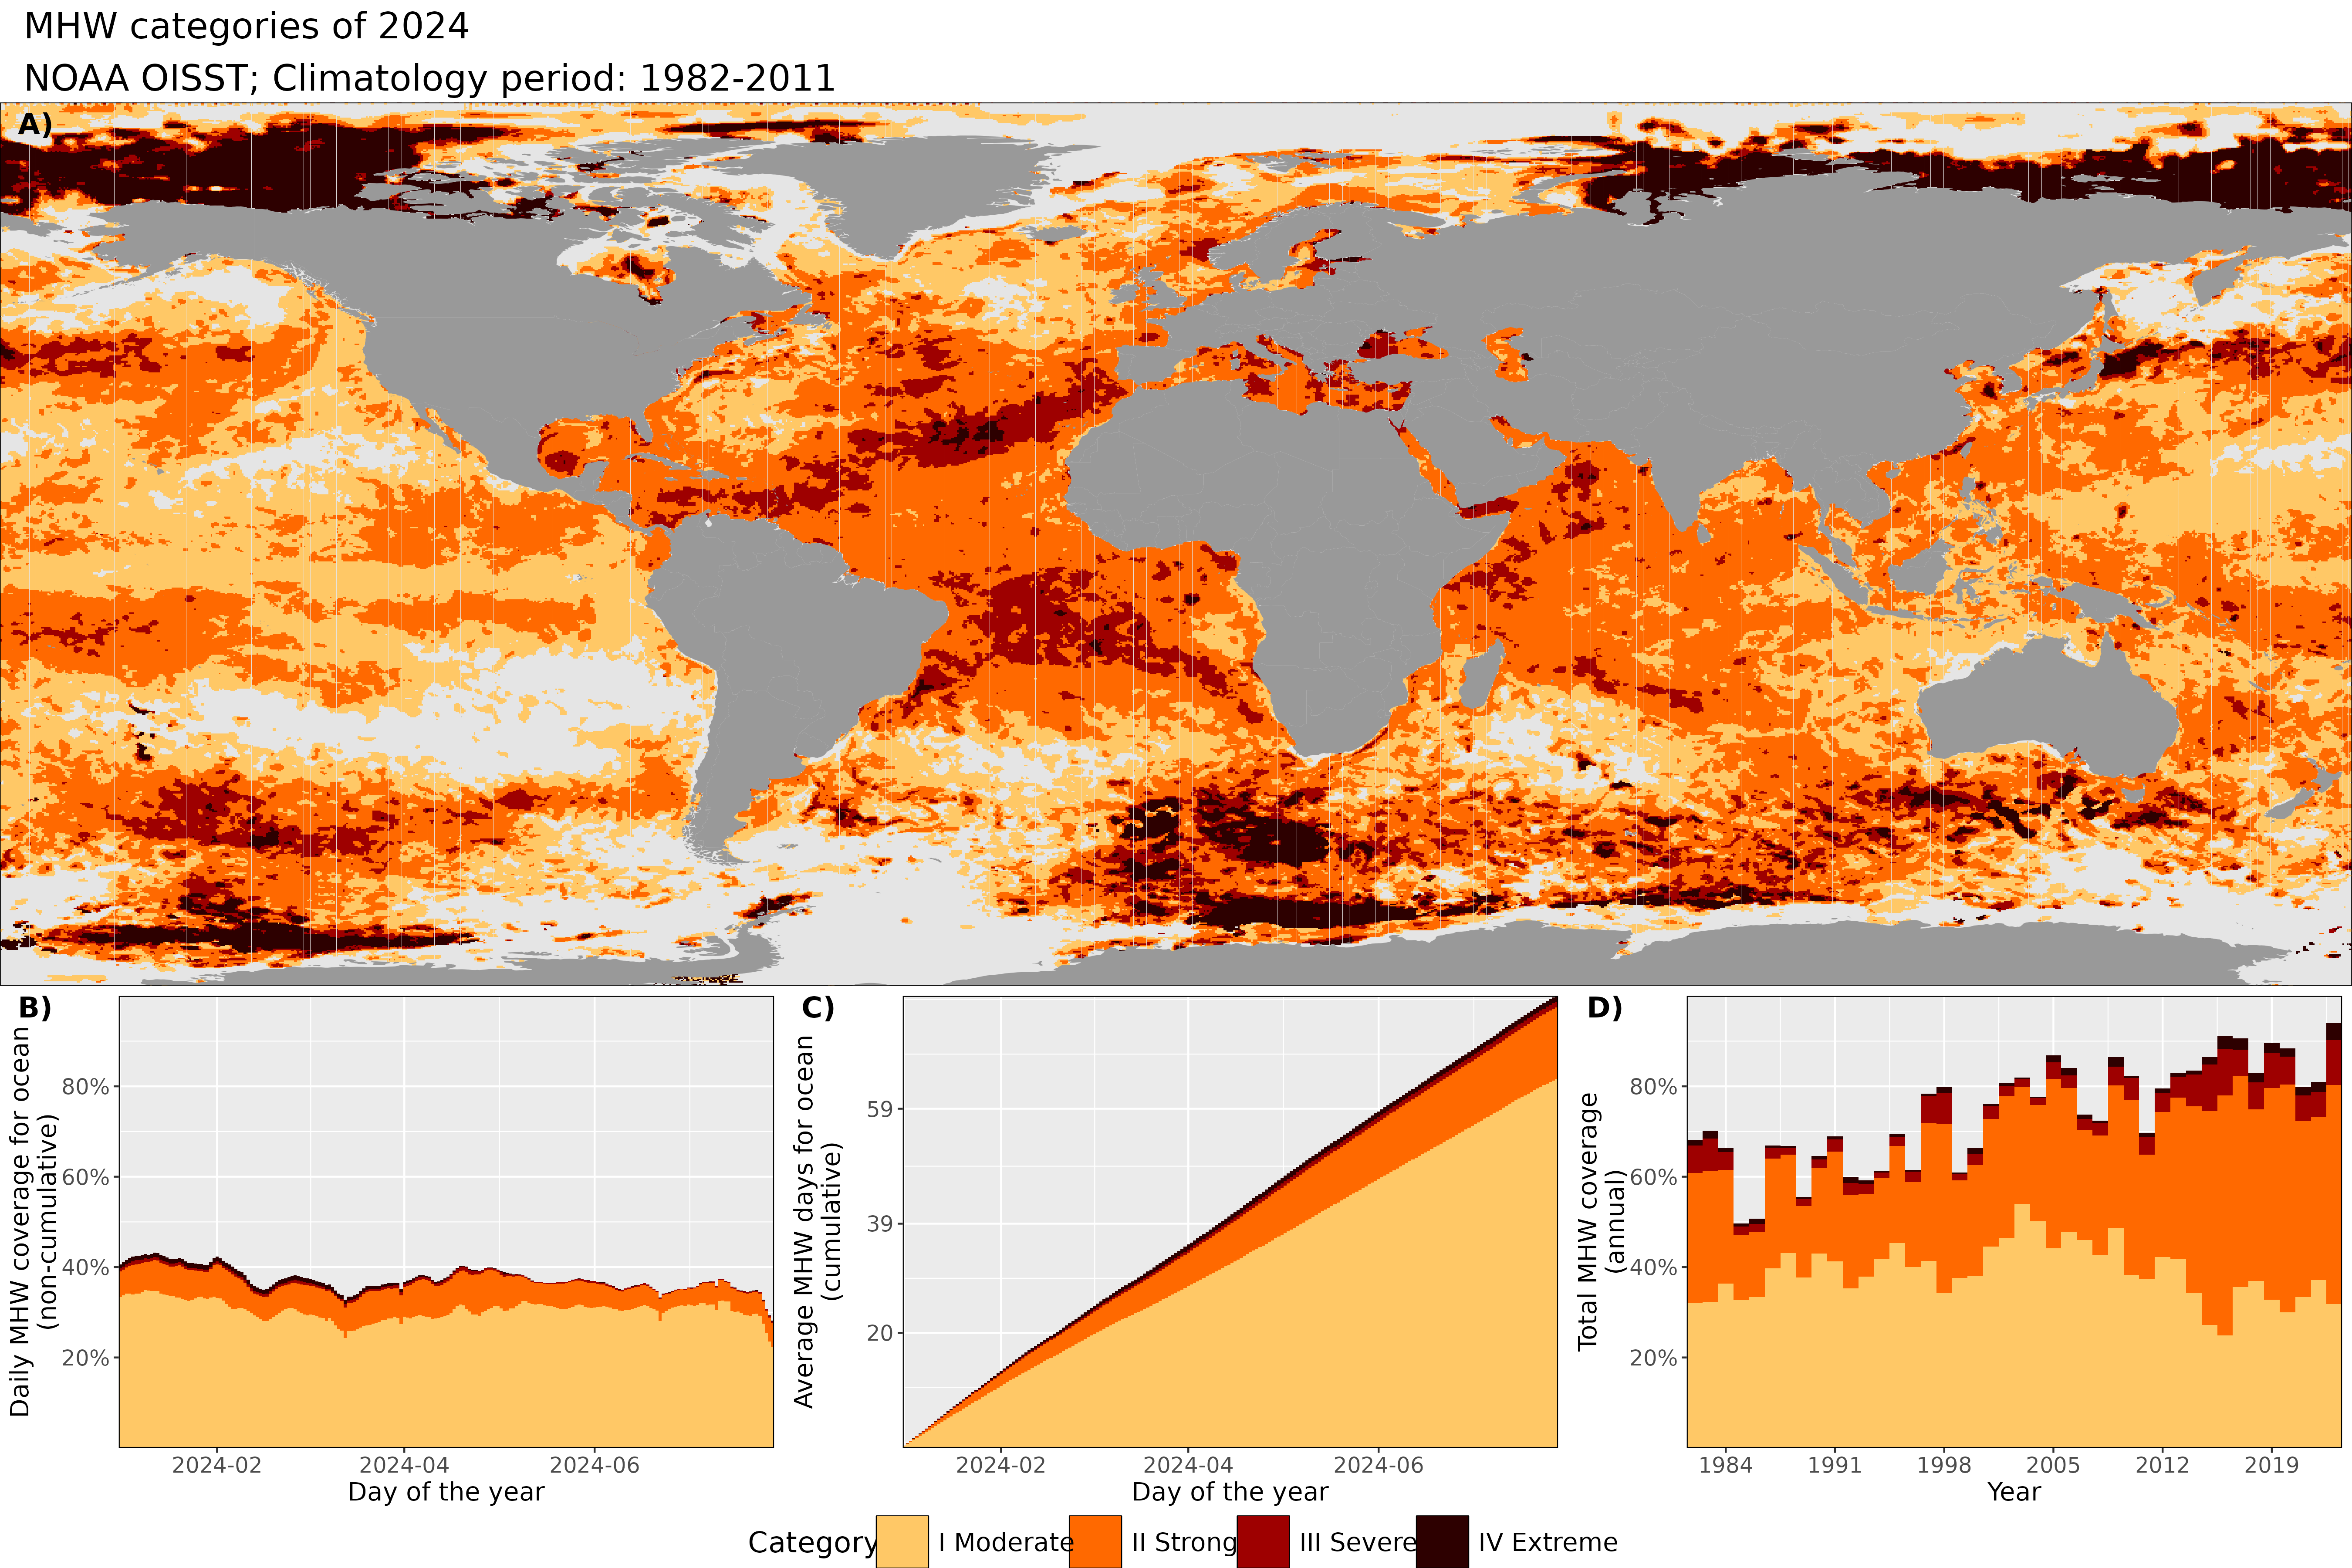 MHW categories of 2024
NOAA OISST; Climatology period: 1982-2011
A)
B)
Daily MHW coverage for ocean
(non-cumulative)
80%
60%
40%
20%
2024-02
2024-04
2024-06
Day of the year
C)
Average MHW days for ocean
(cumulative)
59
39
20
2024-02
2024-04
2024-06
Day of the year
D)
Total MHW coverage
(annual)
80%
60%
40%
20%
1984
1991
1998
2005
2012
2019
Year
Category
I Moderate
II Strong
III Severe
IV Extreme